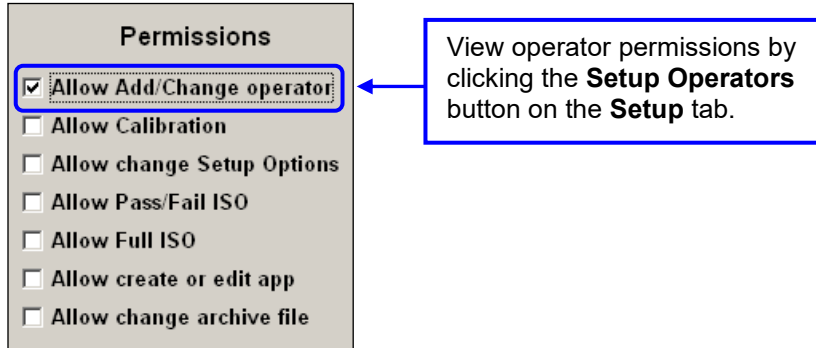 Permissions
Allow Add/Change operator
Allow Calibration
Allow change Setup Options
Allow Pass/Fail ISO
Allow Full ISO
Allow create or edit app
Allow change archive file
View operator permissions by
clicking the Setup Operators
button on the Setup tab.